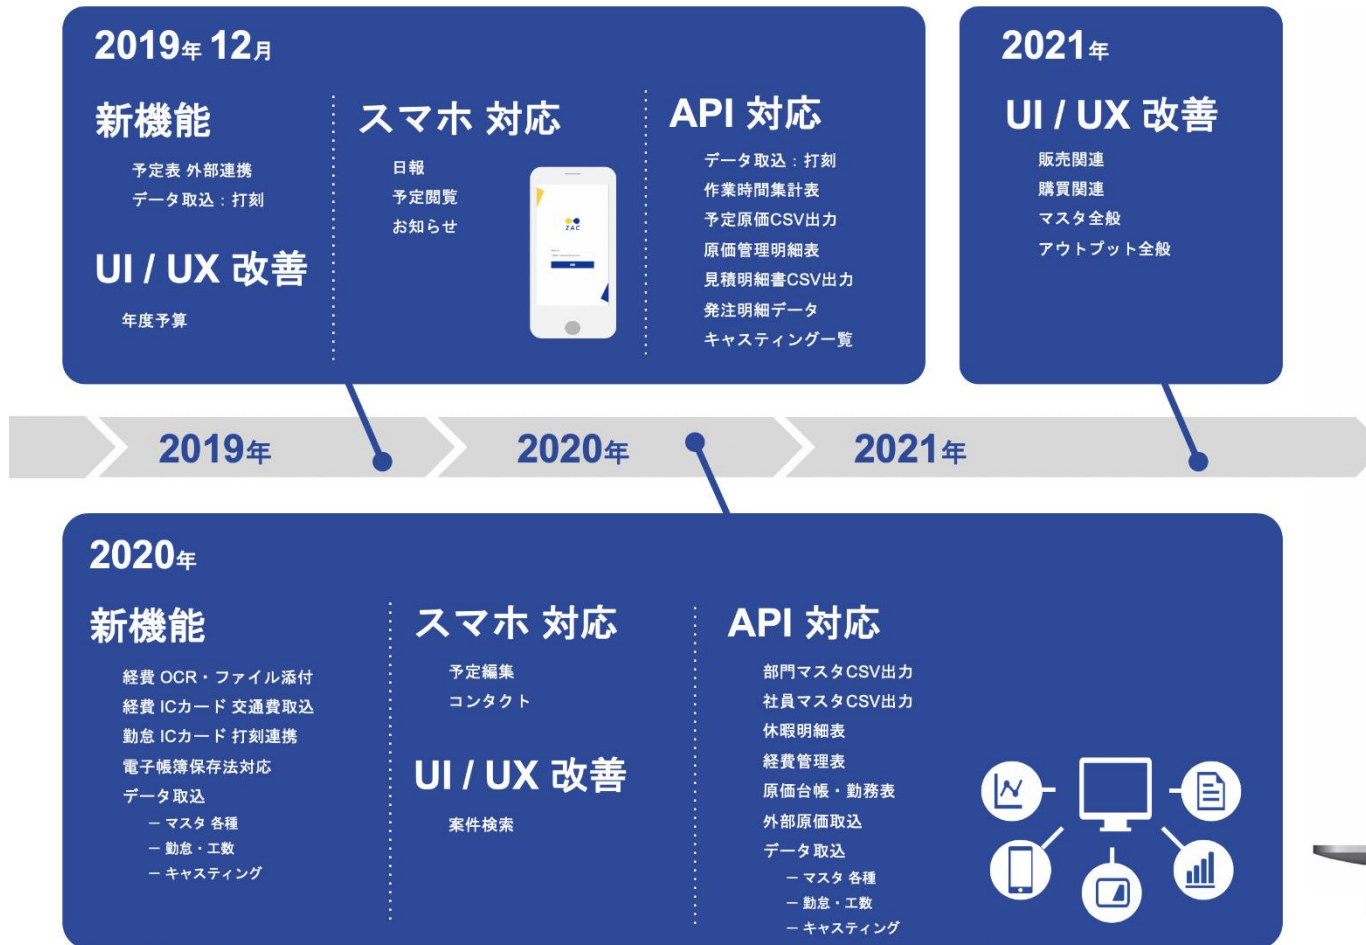 2019年 12月
新機能
予定表 外部連携
データ取込：打刻
UI / UX 改善
年度予算
スマホ 対応
日報
予定閲覧
お知らせ
ZAC
API 対応
データ取込：打刻
作業時間集計表
予定原価CSV出力
原価管理明細表
見積明細書CSV出力
発注明細データ
キャスティング一覧
2021年
UI / UX 改善
販売関連
購買関連
マスタ全般
アウトプット全般
2019年
2020年
2021年
2020年
新機能
経費 OCR・ファイル添付
経費 ICカード 交通費取込
勤怠 ICカード 打刻連携
電子帳簿保存法対応
データ取込
－ マスタ 各種
－ 勤怠・工数
－ キャスティング
スマホ 対応
予定編集
コンタクト
UI / UX 改善
案件検索
API 対応
部門マスタCSV出力
社員マスタCSV出力
休暇明細表
経費管理表
原価台帳・勤務表
外部原価取込
データ取込
－ マスタ 各種
－ 勤怠・工数
－ キャスティング